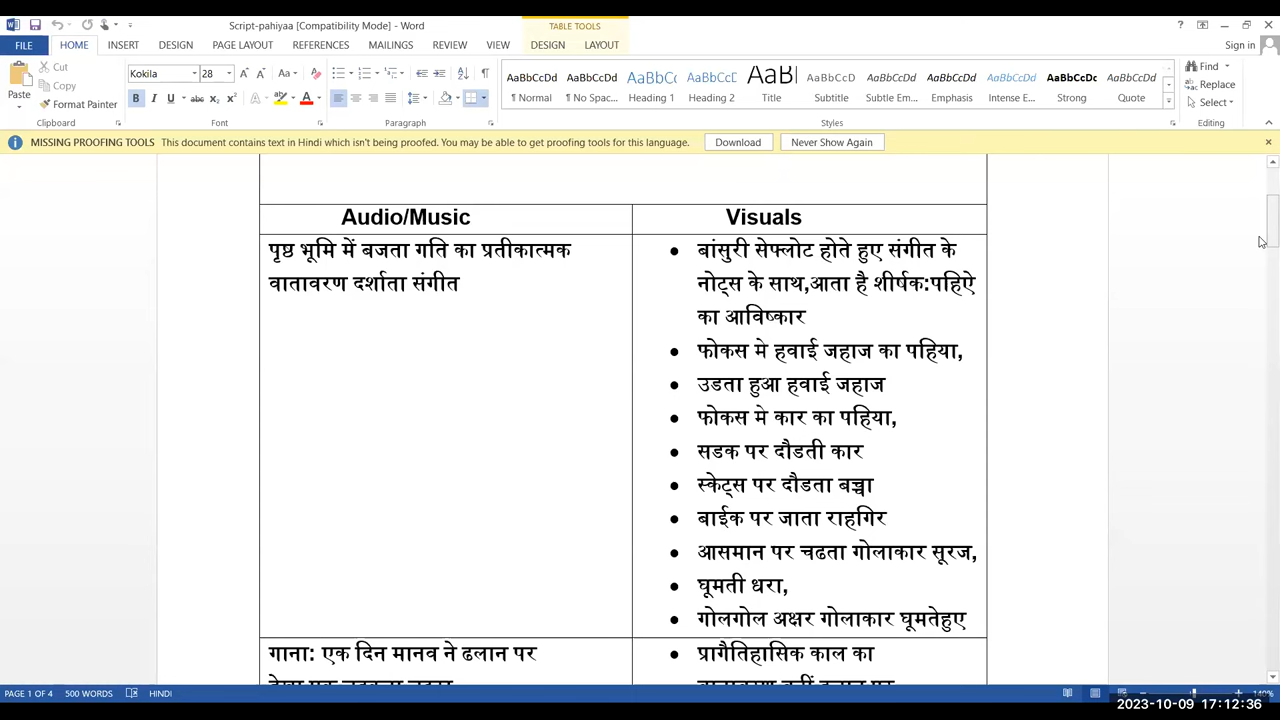 Script-pahiyaa [Compatibility Mode] - Word
TABLE TOOLS
FILE HOME INSERT DESIGN PAGE LAYOUT REFERENCES MAILINGS REVIEW VIEW DESIGN LAYOUT
Sign in
Paste
Cut
Copy
Format Painter
Clipboard
Kokila 28
Font
Paragraph
AaBbCcDd AaBbCcDd AaBbC AaBbC AaBl AaBbCcD AaBbCcDd AaBbCcDd AaBbCcDd AaBbCcDc AaBbCcDd
¶ Normal ¶ No Spac... Heading 1 Heading 2 Title Subtitle Subtle Em... Emphasis Intense E... Strong Quote
Styles
Find
Replace
Select
Editing
MISSING PROOFING TOOLS This document contains text in Hindi which isn't being proofed. You may be able to get proofing tools for this language. Download Never Show Again
Audio/Music
Visuals
पृष्ठ भूमि में बजता गति का प्रतीकात्मक
वातावरण दर्शाता संगीत
• बांसुरी सेफ्लोट होते हुए संगीत के
नोट्स के साथ,आता है शीर्षक:पहिऐ
का आविष्कार
• फोकस मे हवाई जहाज का पहिया,
• उडता हुआ हवाई जहाज
• फोकस मे कार का पहिया,
• सडक पर दौडती कार
• स्केट्स पर दौडता बच्चा
• बाईक पर जाता राहगिर
• आसमान पर चढता गोलाकार सूरज,
• घूमती धरा,
• गोलगोल अक्षर गोलाकार घूमतेहुए
गाना: एक दिन मानव ने ढलान पर
• प्रागैतिहासिक काल का
PAGE 1 OF 4 500 WORDS HINDI
140%
2023-10-09 17:12:36